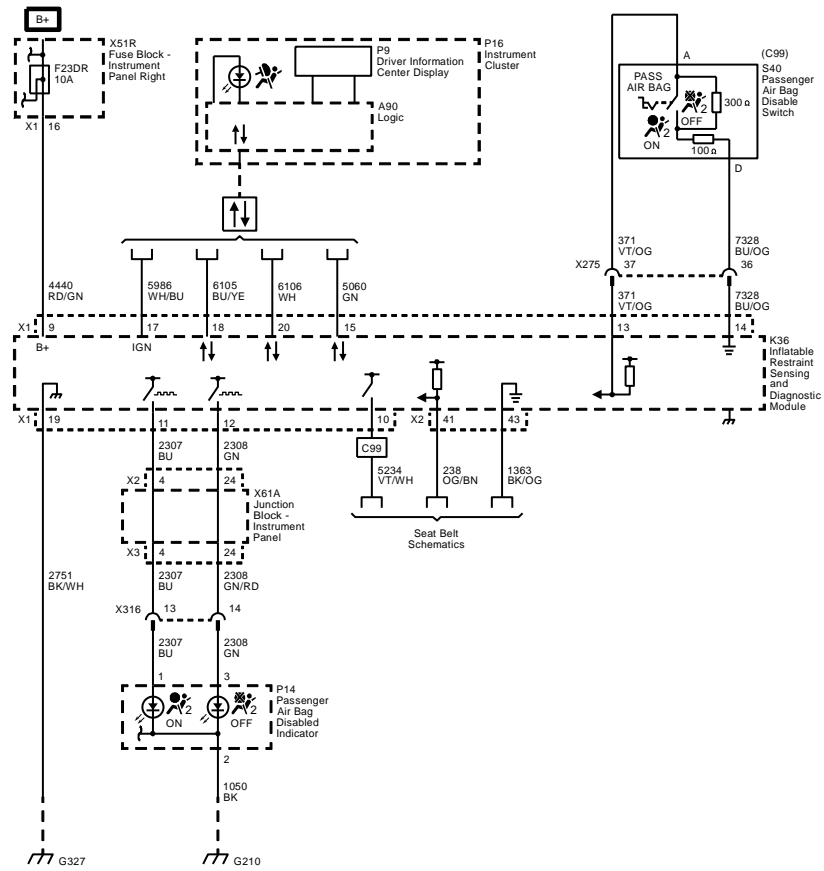 B+
X51R
Fuse Block -
Instrument
Panel Right
F23DR
10A
X1 16
P9
Driver Information
Center Display
A90
Logic
P16
Instrument
Cluster
A
(C99)
S40
Passenger
Air Bag
Disable
Switch
PASS
AIR BAG
300 Ω
2
OFF
2
ON
100 Ω
D
4440
RD/GN
5986
WH/BU
6105
BU/YE
6106
WH
5060
GN
371
VT/OG
7328
BU/OG
X275 37 36
371
VT/OG
7328
BU/OG
X1 9 17 18 20 15 13 14
B+ IGN
K36
Inflatable
Restraint
Sensing
and
Diagnostic
Module
X1 19 11 12 10 X2 41 43
C99
2307
BU
2308
GN
5234
VT/WH
238
OG/BN
1363
BK/OG
X2 4 24
X61A
Junction
Block -
Instrument
Panel
Seat Belt
Schematics
X3 4 24
2751
BK/WH
2307
BU
2308
GN/RD
X316 13 14
2307
BU
2308
GN
1 3
P14
Passenger
Air Bag
Disabled
Indicator
2
ON
2
OFF
2
1050
BK
G327
G210